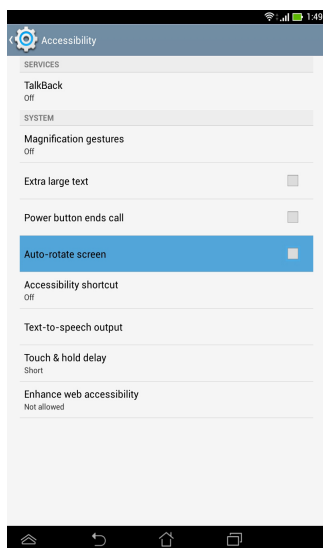 1:49
Accessibility
SERVICES
TalkBack
Off
SYSTEM
Magnification gestures
Off
Extra large text
Power button ends call
Auto-rotate screen
Accessibility shortcut
Off
Text-to-speech output
Touch & hold delay
Short
Enhance web accessibility
Not allowed